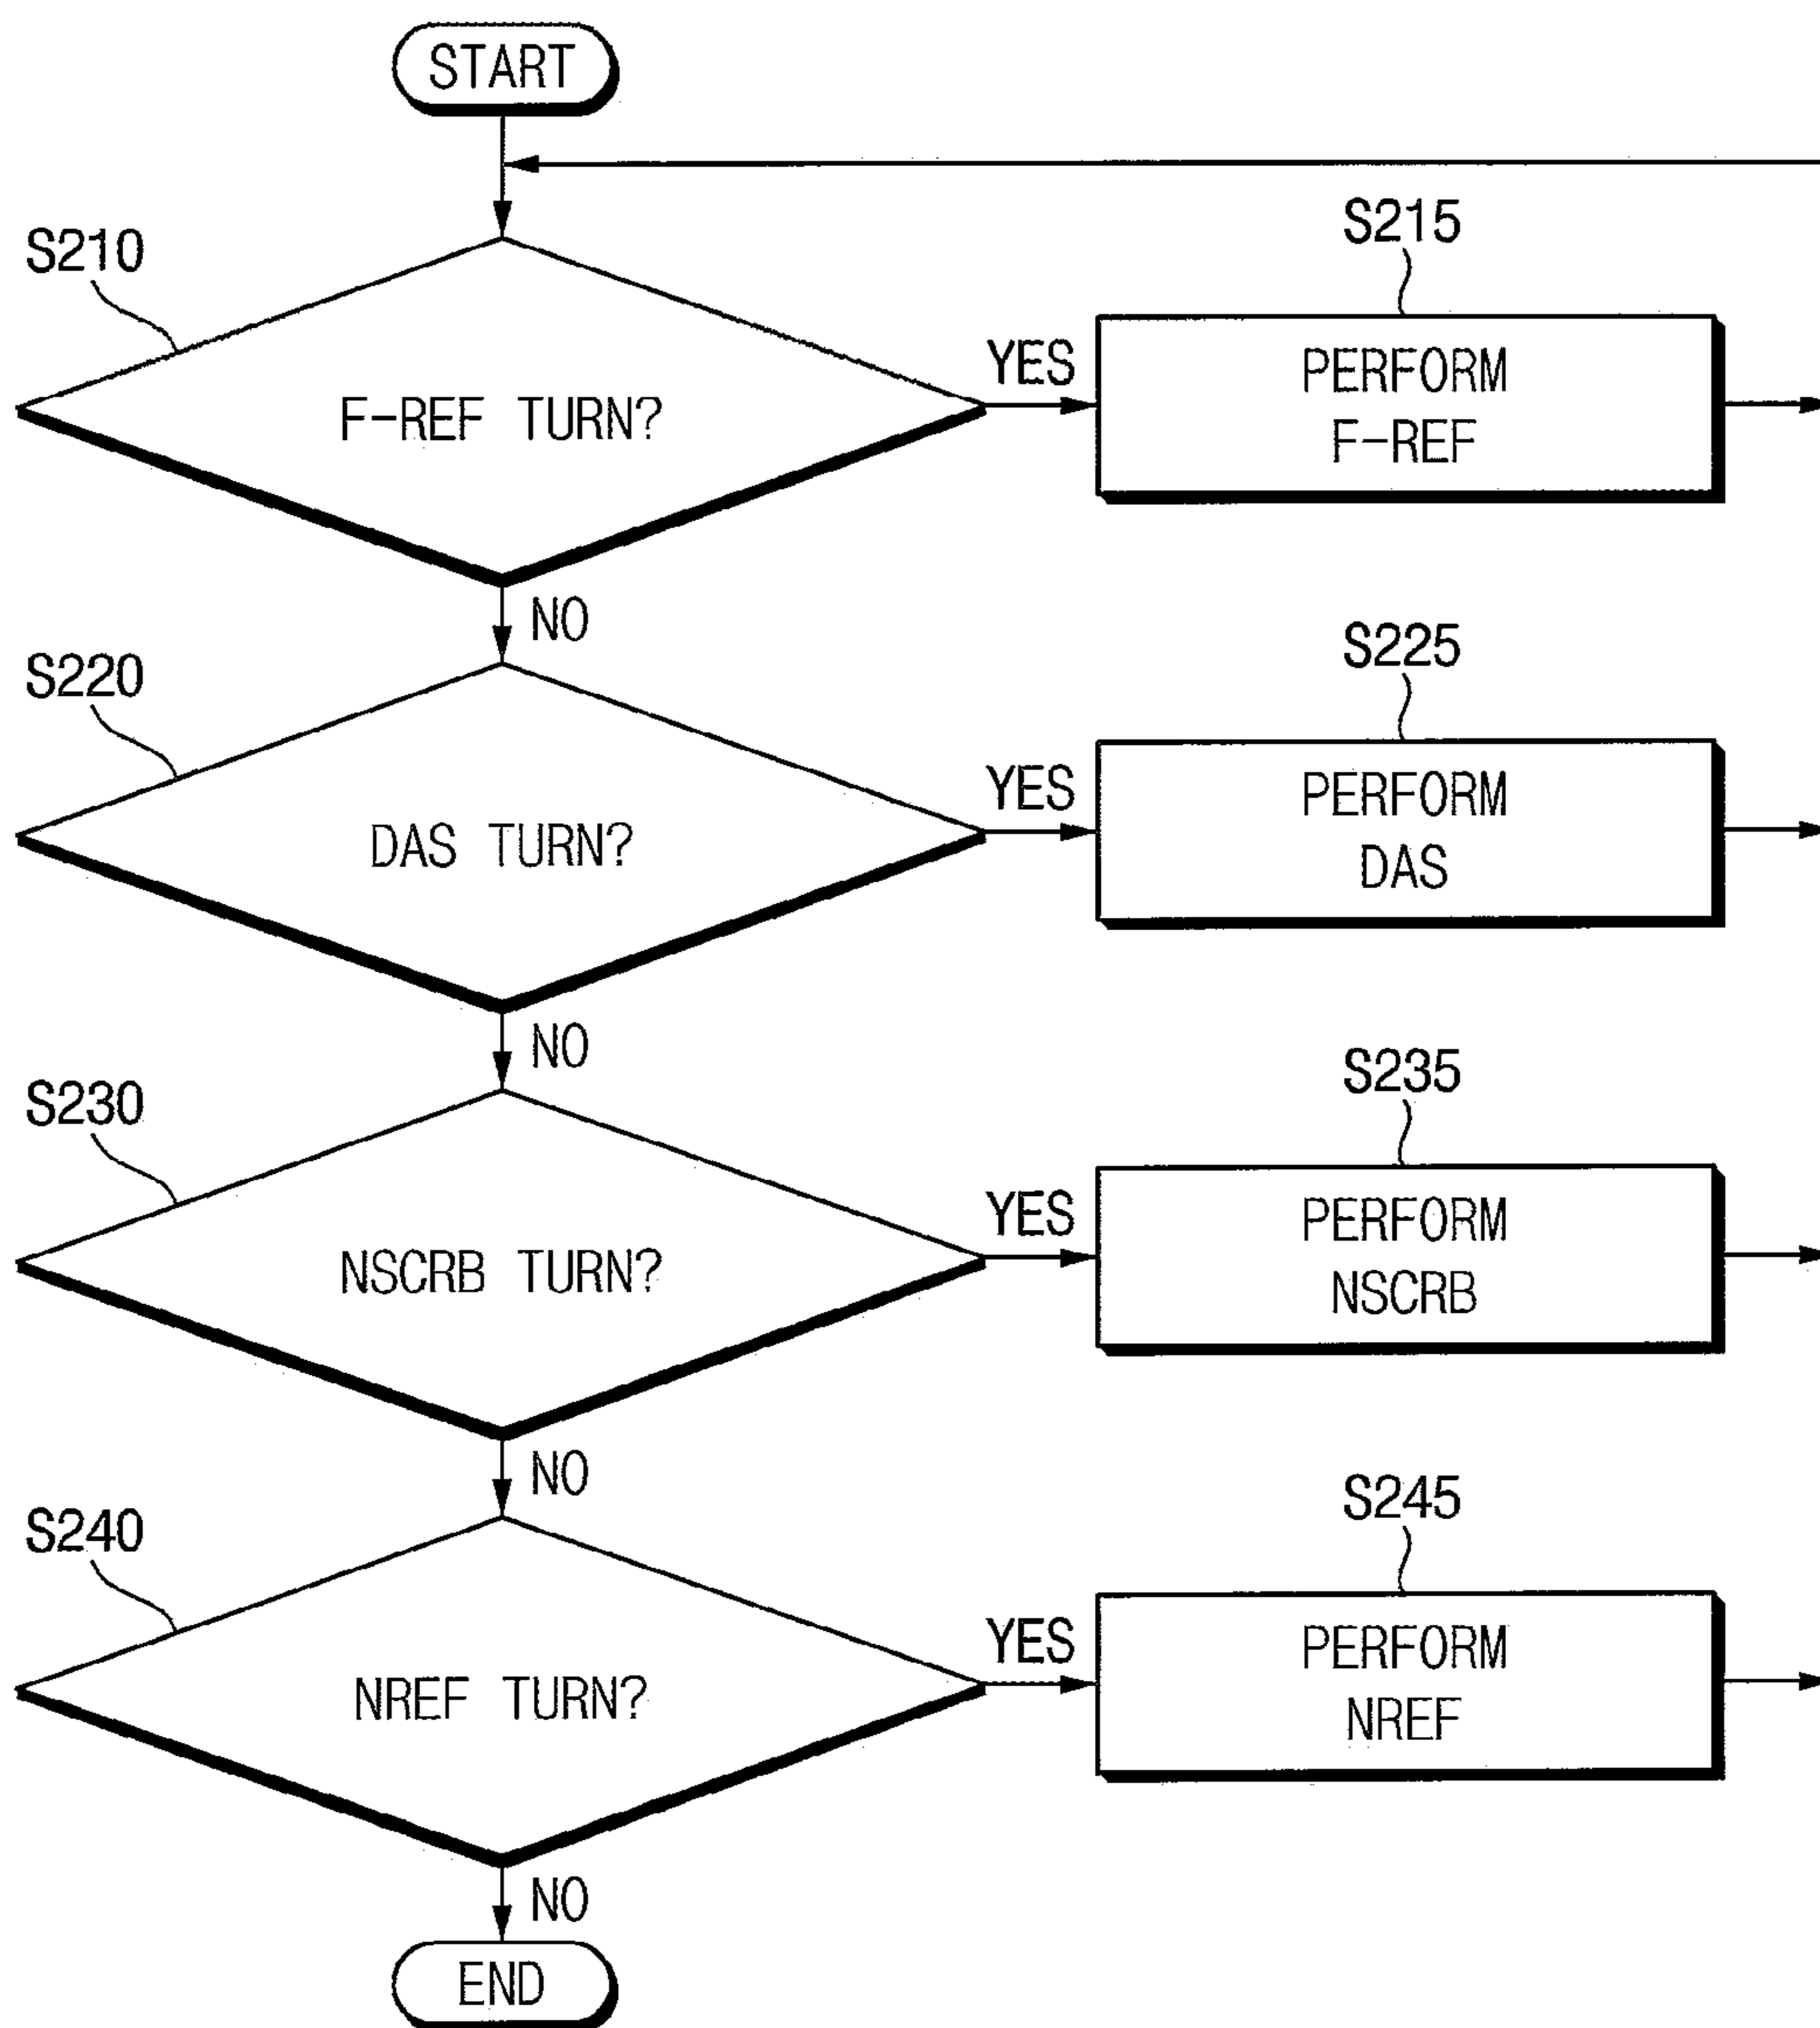 START
S210
F-REF TURN?
YES
S215
PERFORM
F-REF
NO
S220
DAS TURN?
YES
S225
PERFORM
DAS
NO
S230
NSCRB TURN?
YES
S235
PERFORM
NSCRB
NO
S240
NREF TURN?
YES
S245
PERFORM
NREF
NO
END